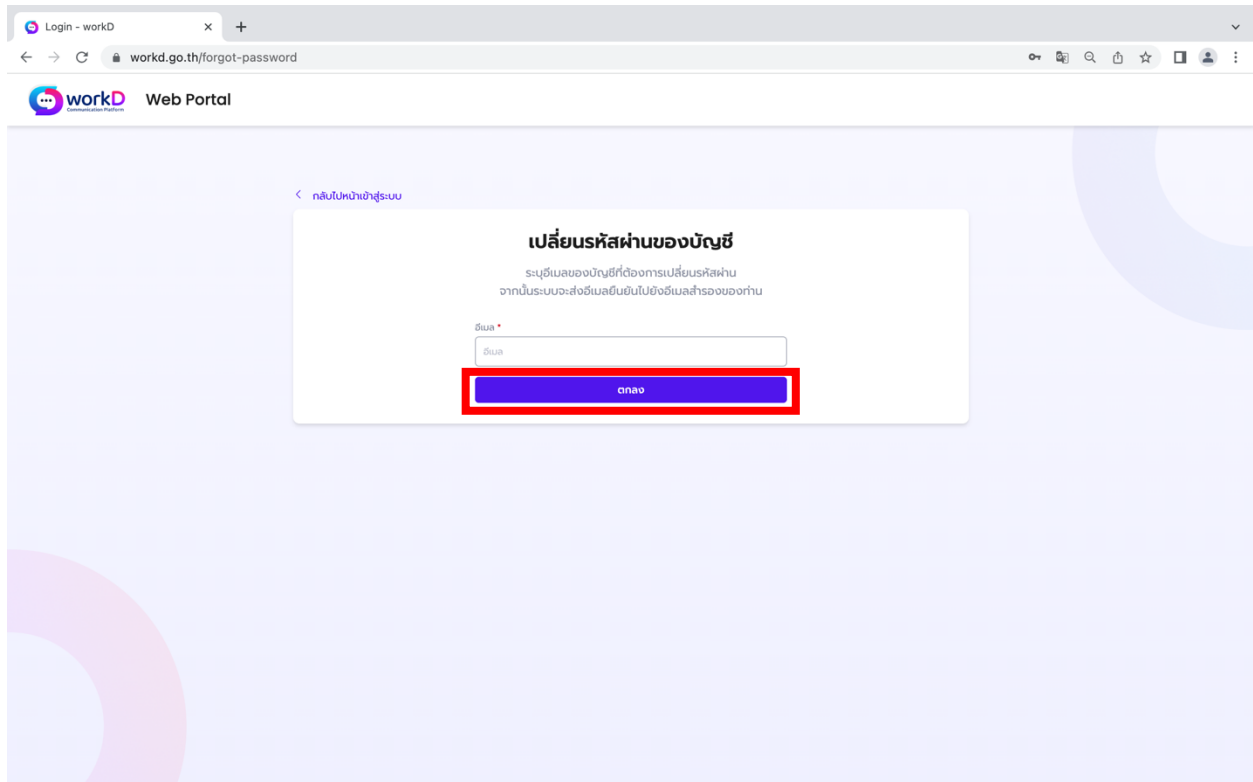 Login - workD
workd.go.th/forgot-password
workD
Communication Platform
Web Portal
กลับไปหน้าเข้าสู่ระบบ
เปลี่ยนรหัสผ่านของบัญชี
ระบุอีเมลของบัญชีที่ต้องการเปลี่ยนรหัสผ่าน
จากนั้นระบบจะส่งอีเมลยืนยันไปยังอีเมลสำรองของท่าน
อีเมล *
อีเมล
ตกลง